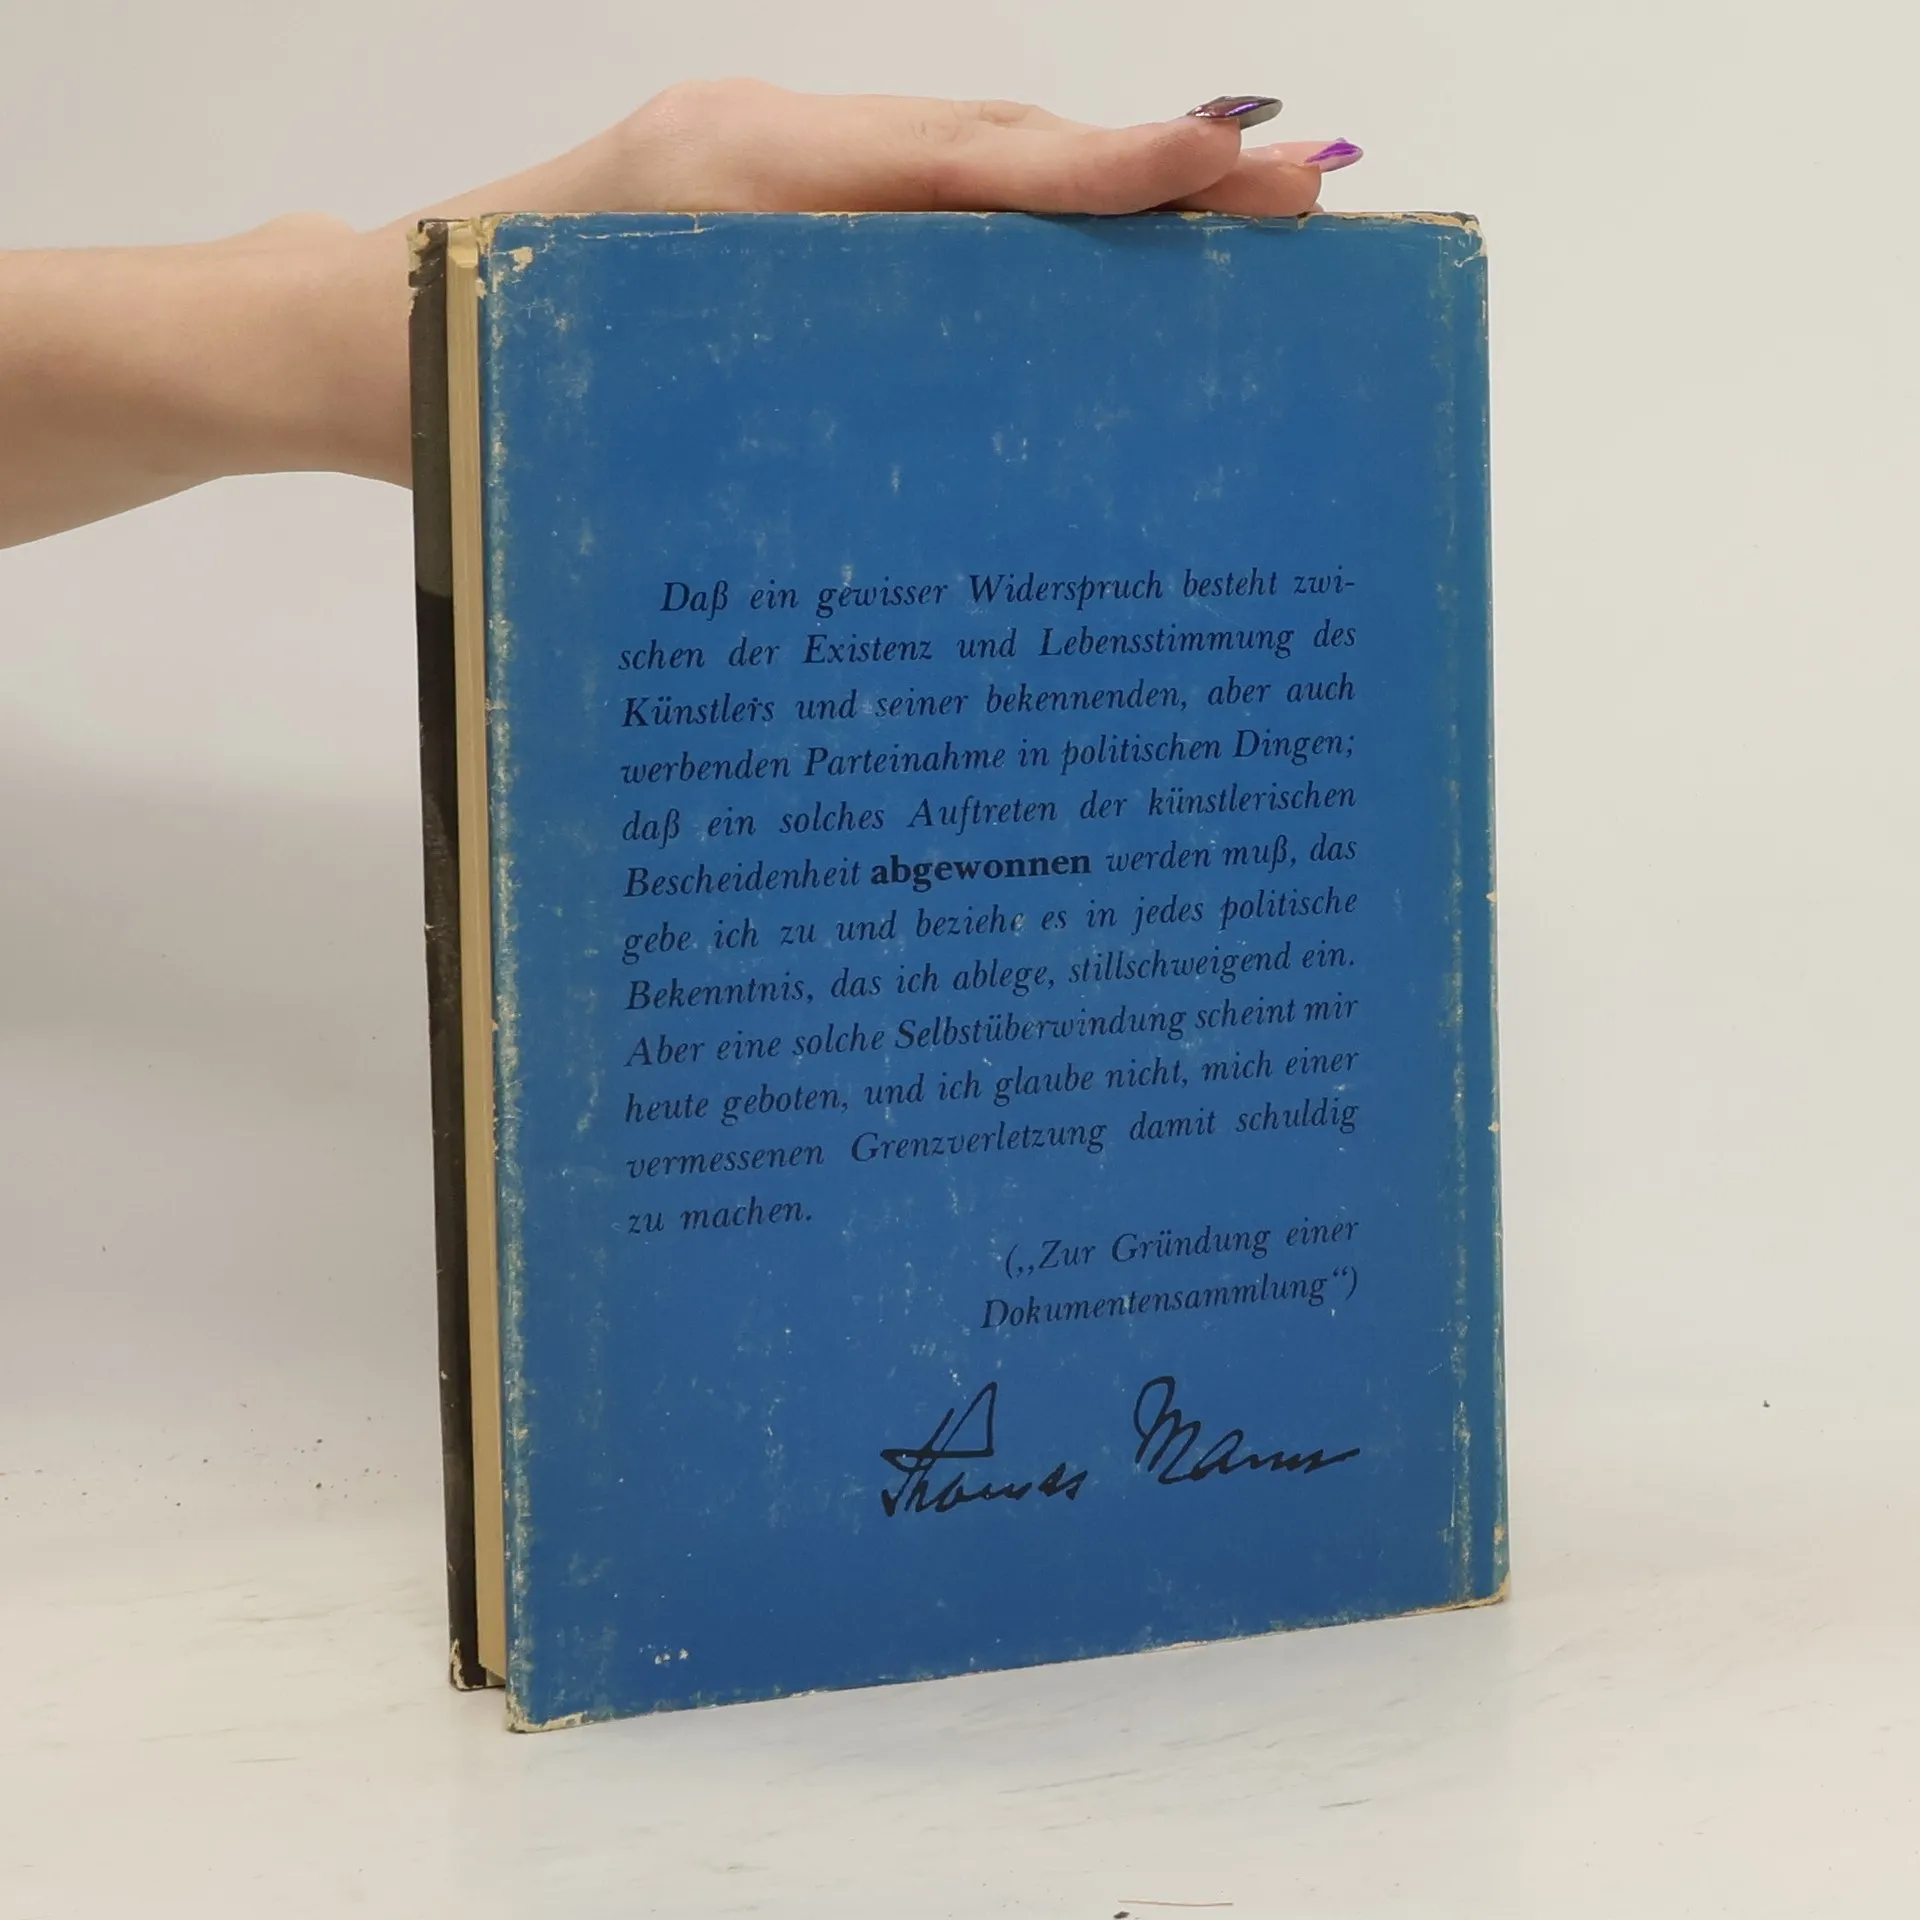 Daß ein gewisser Widerspruch besteht zwi-
schen der Existenz und Lebensstimmung des
Künstlers und seiner bekennenden, aber auch
werbenden Parteinahme in politischen Dingen;
daß ein solches Auftreten der künstlerischen
Bescheidenheit abgewonnen werden muß, das
gebe ich zu und beziehe es in jedes politische
Bekenntnis, das ich ablege, stillschweigend ein.
Aber eine solche Selbstüberwindung scheint mir
heute geboten, und ich glaube nicht, mich einer
vermessenen Grenzverletzung damit schuldig
zu machen.
(„Zur Gründung einer
Dokumentensammlung“)
Thomas Mann